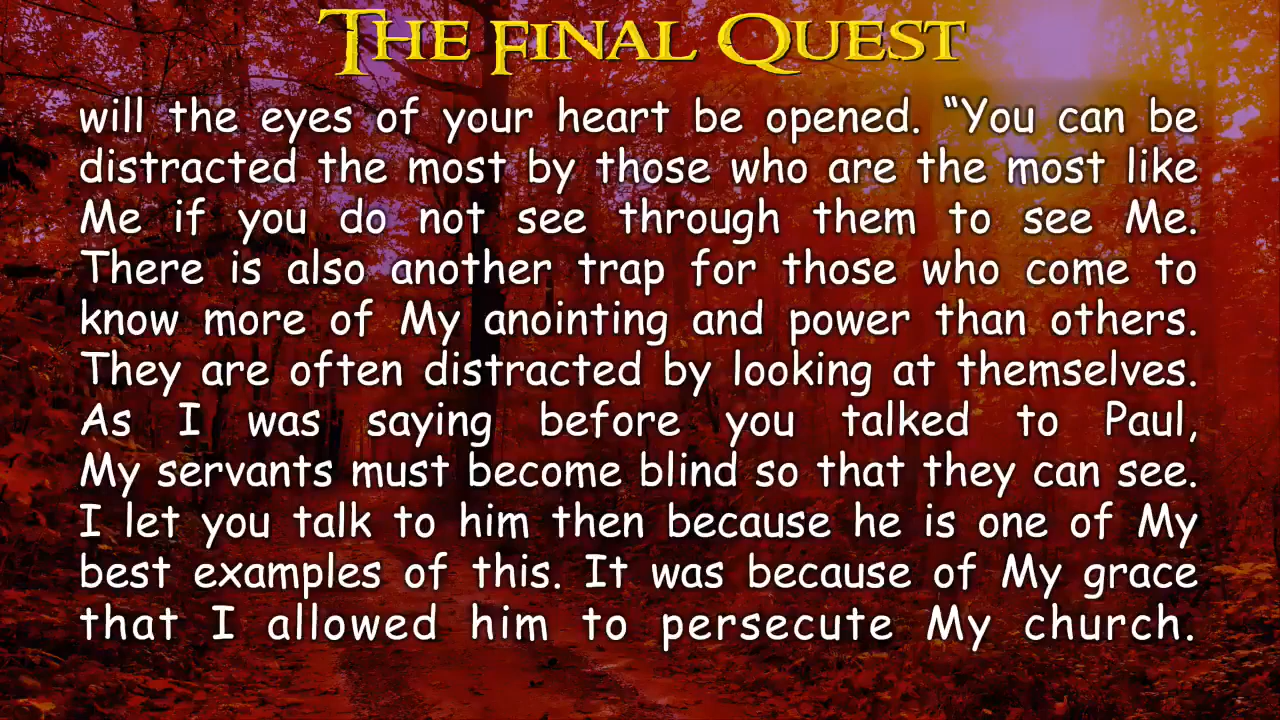 The Final Quest
will the eyes of your heart be opened. “You can be
distracted the most by those who are the most like
Me if you do not see through them to see Me.
There is also another trap for those who come to
know more of My anointing and power than others.
They are often distracted by looking at themselves.
As I was saying before you talked to Paul,
My servants must become blind so that they can see.
I let you talk to him then because he is one of My
best examples of this. It was because of My grace
that I allowed him to persecute My church.